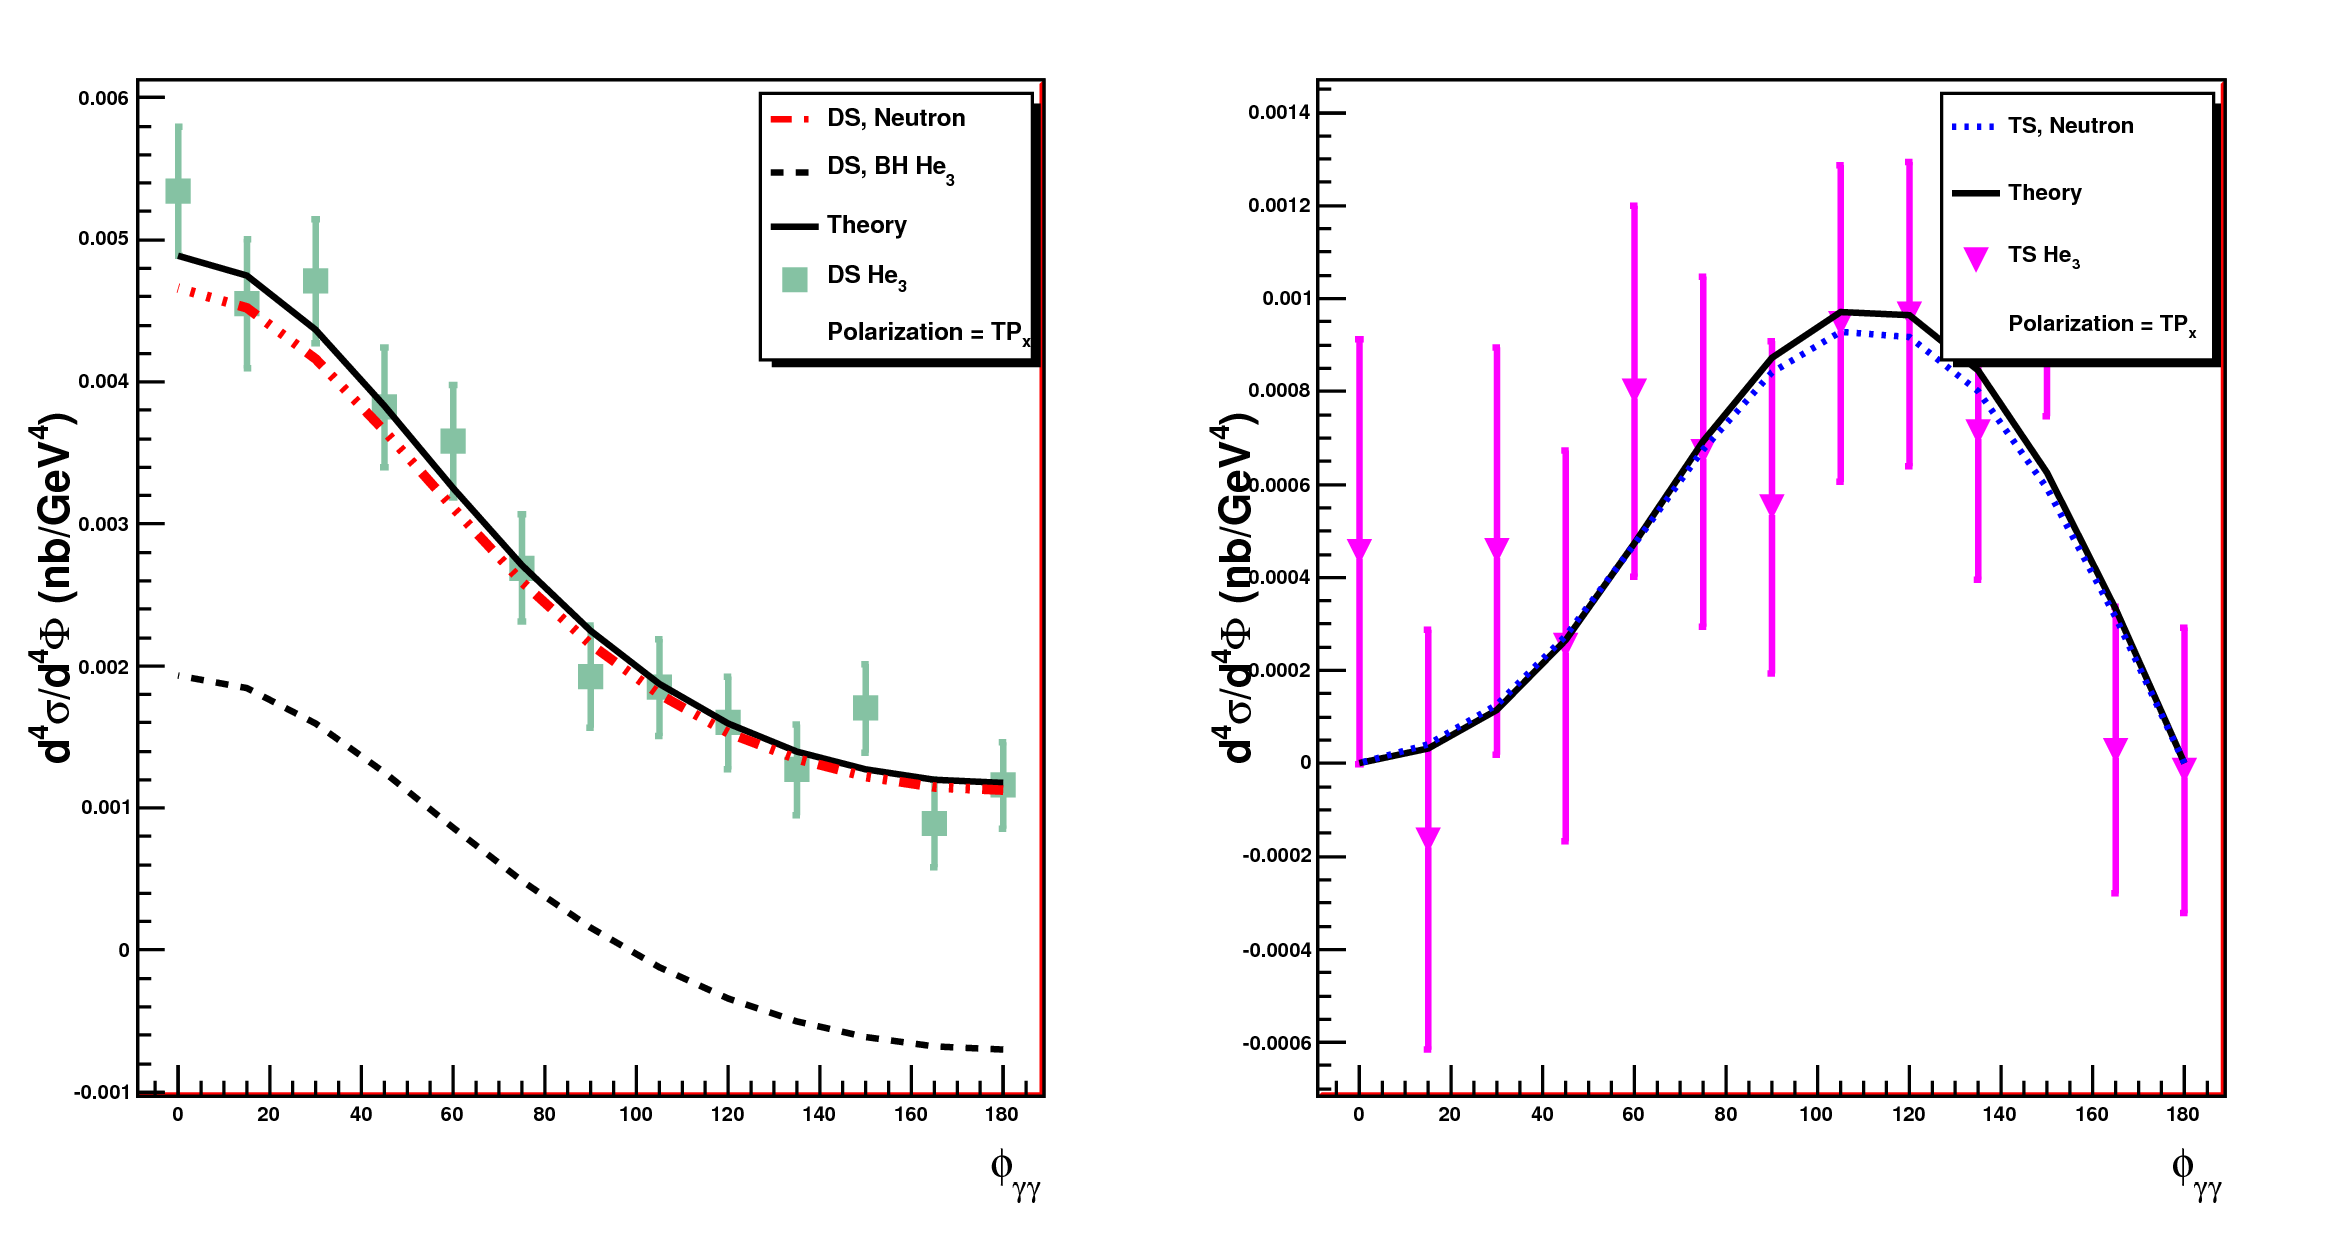 0.006
0.005
0.004
0.003
0.002
0.001
0
-0.001
0 20 40 60 80 100 120 140 160 180
d⁴σ/d⁴Φ (nb/GeV⁴)
ϕγγ
DS, Neutron
DS, BH He₃
Theory
DS He₃
Polarization = TPₓ
0.0014
0.0012
0.001
0.0008
0.0006
0.0004
0.0002
0
-0.0002
-0.0004
-0.0006
0 20 40 60 80 100 120 140 160 180
d⁴σ/d⁴Φ (nb/GeV⁴)
ϕγγ
TS, Neutron
Theory
TS He₃
Polarization = TPₓ